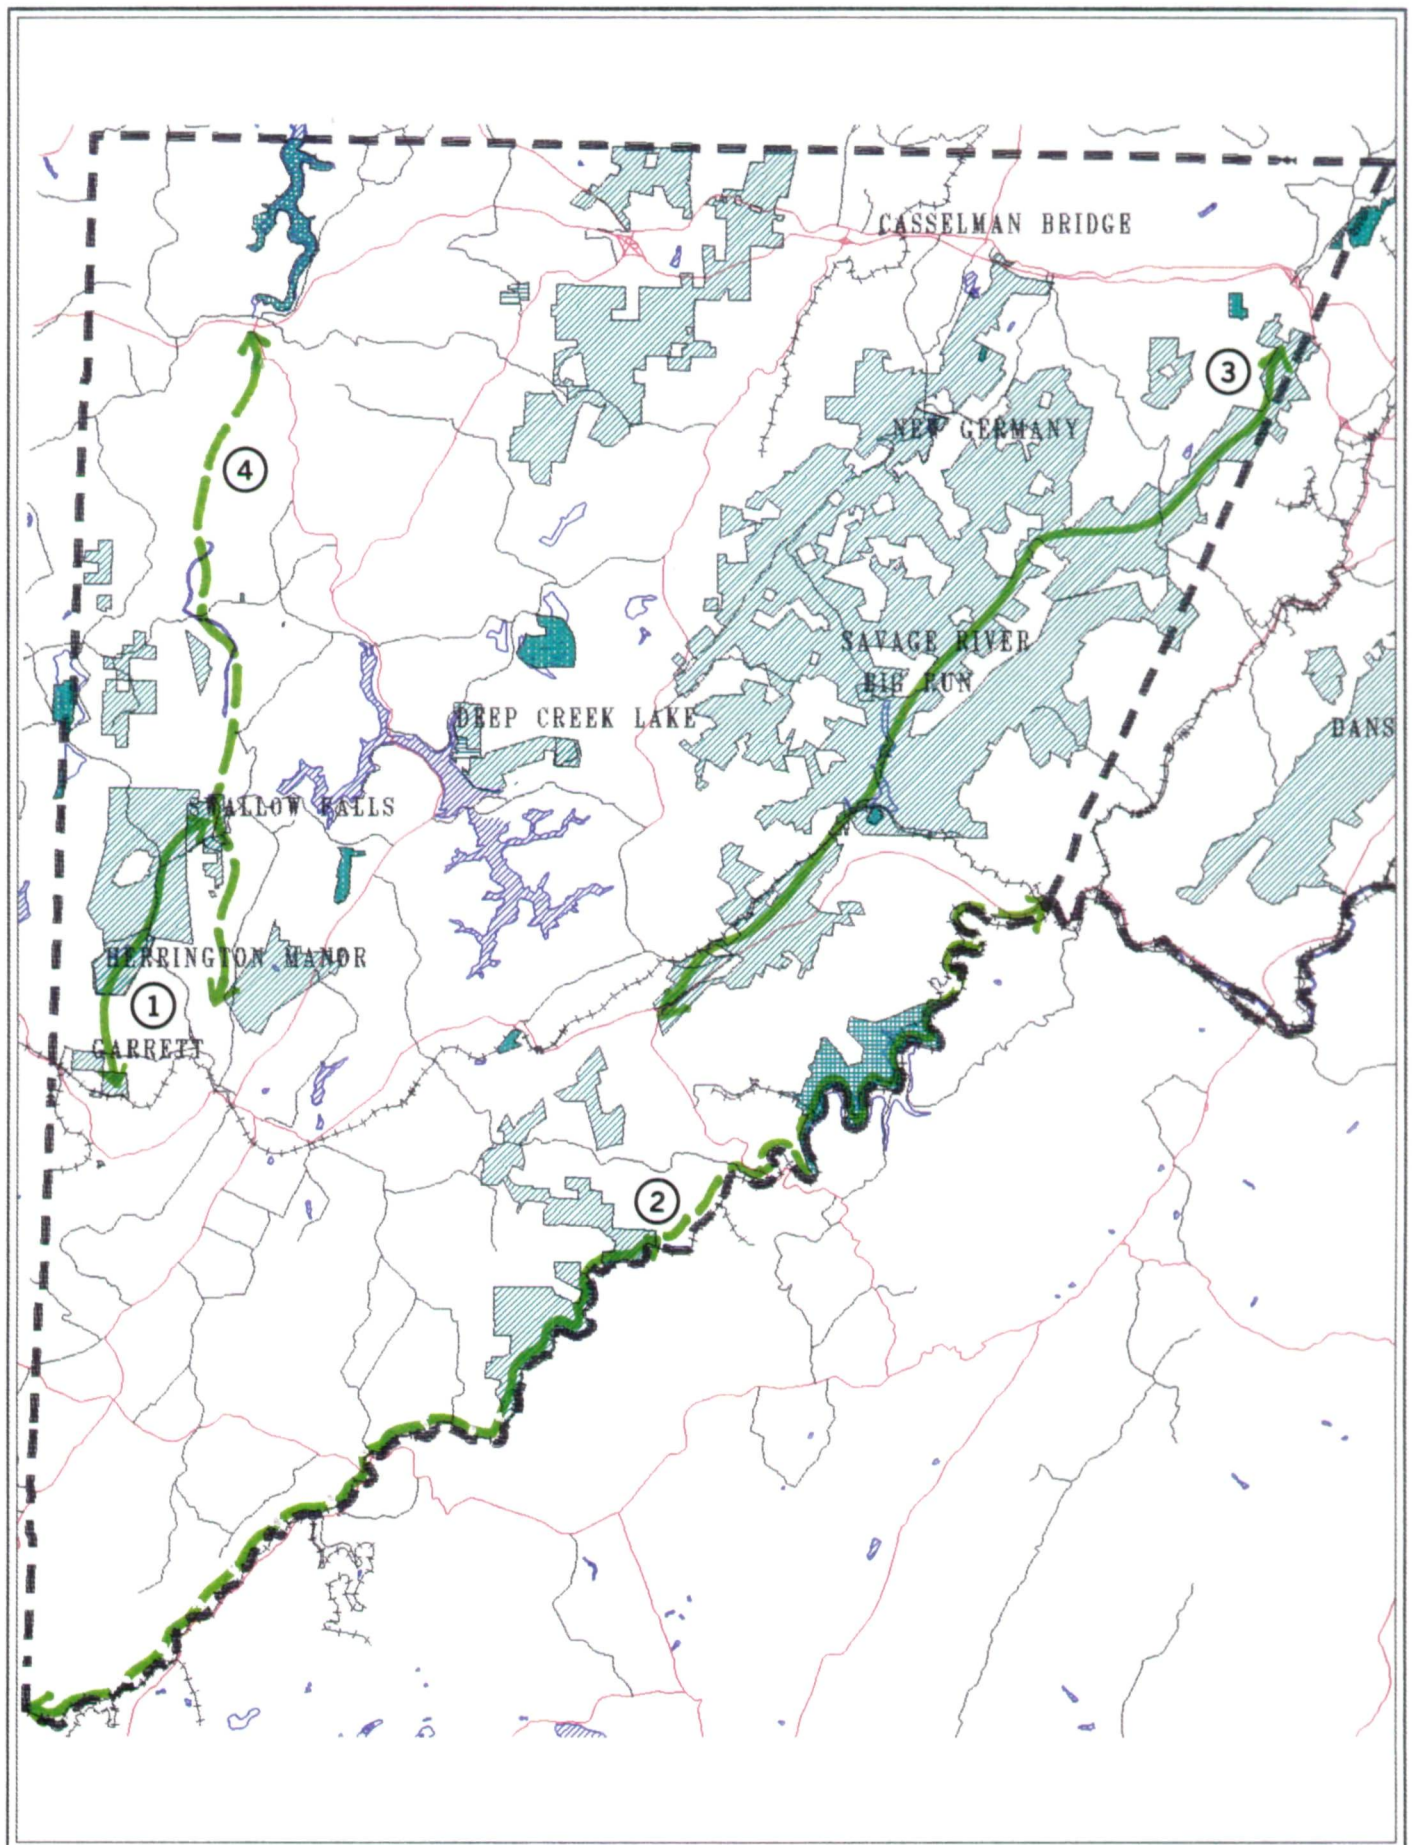 CASSELMAN BRIDGE
3
NEW GERMANY
4
SAVAGE RIVER
BIG RUN
DEEP CREEK LAKE
DANS
SWALLOW FALLS
HERRINGTON MANOR
1
GARRETT
2